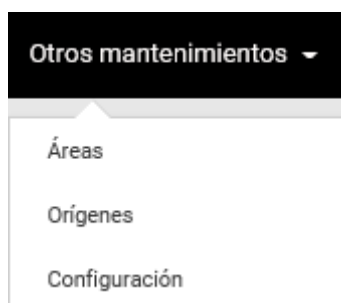 Otros mantenimientos
Áreas
Orígenes
Configuración